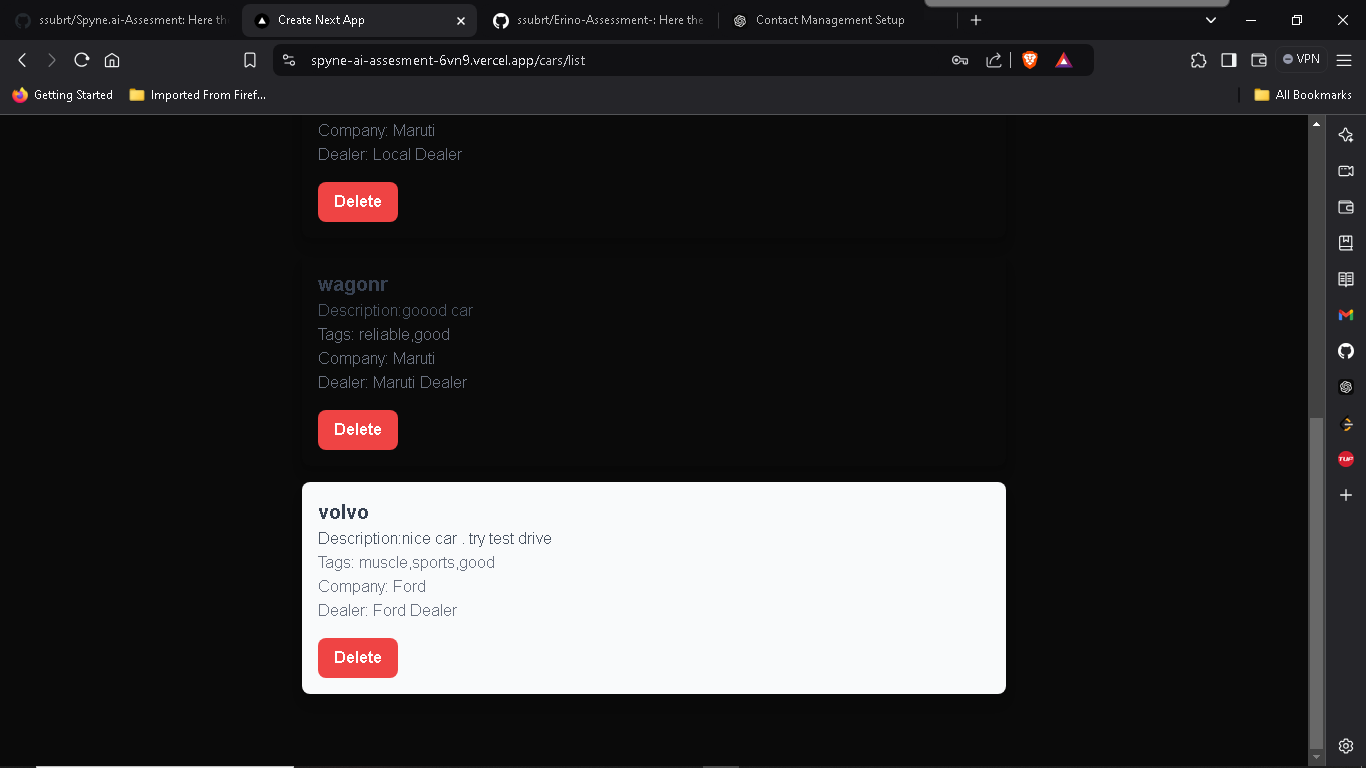 ssubrt/Spyne.ai-Assesment: Here th
Create Next App
ssubrt/Erino-Assessment-: Here the
Contact Management Setup
spyne-ai-assesment-6vn9.vercel.app/cars/list
VPN
Getting Started
Imported From Firef...
All Bookmarks
Company: Maruti
Dealer: Local Dealer
Delete
wagonr
Description:goood car
Tags: reliable,good
Company: Maruti
Dealer: Maruti Dealer
Delete
volvo
Description:nice car . try test drive
Tags: muscle,sports,good
Company: Ford
Dealer: Ford Dealer
Delete
TUF